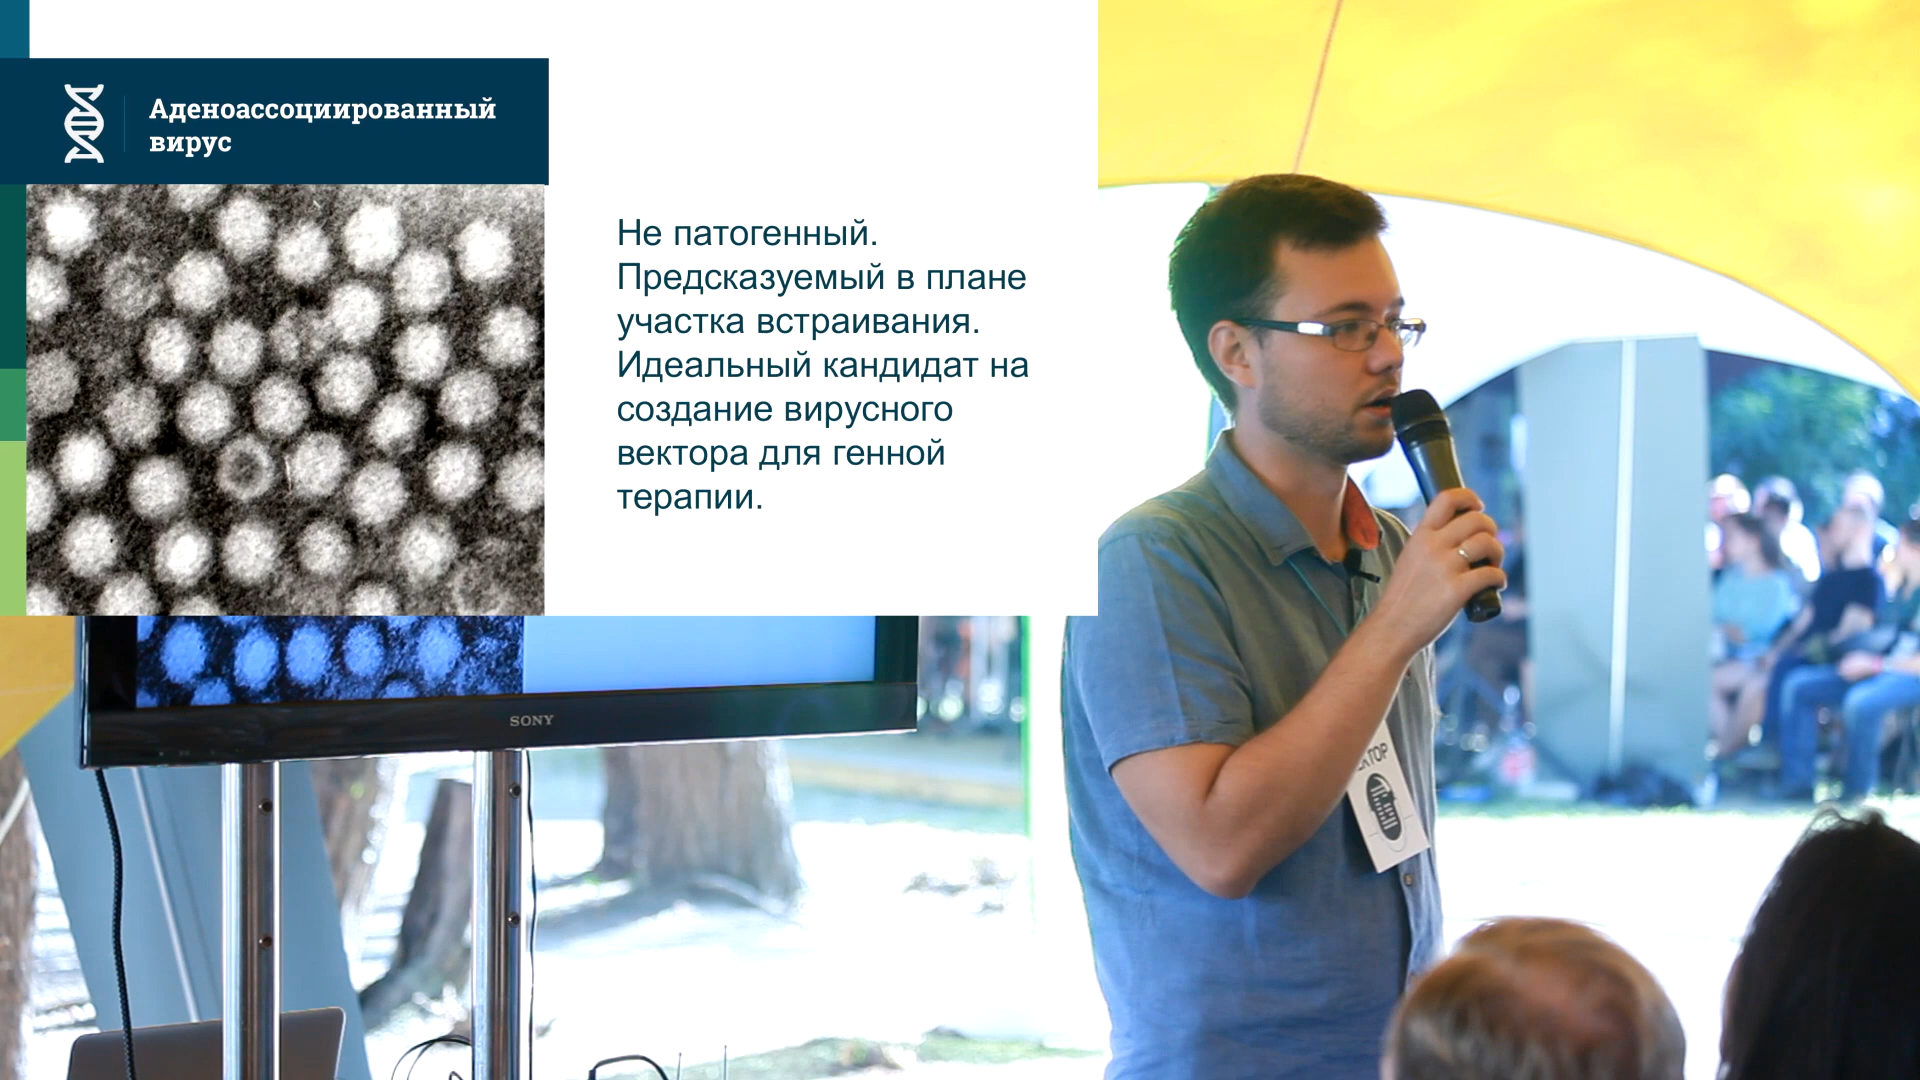 Аденоассоциированный
вирус
Не патогенный.
Предсказуемый в плане
участка встраивания.
Идеальный кандидат на
создание вирусного
вектора для генной
терапии.
SONY